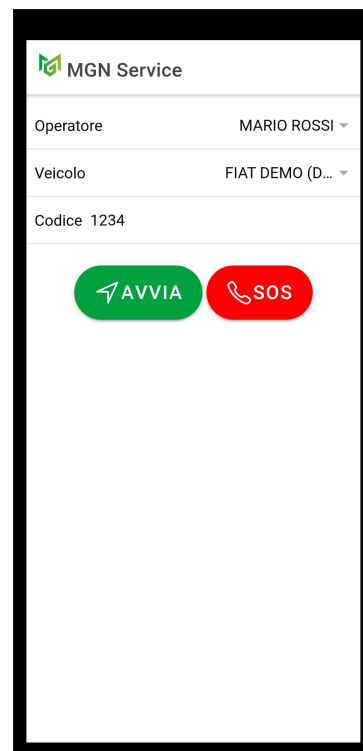 MGN Service
Operatore MARIO ROSSI
Veicolo FIAT DEMO (D...
Codice 1234
AVVIA SOS